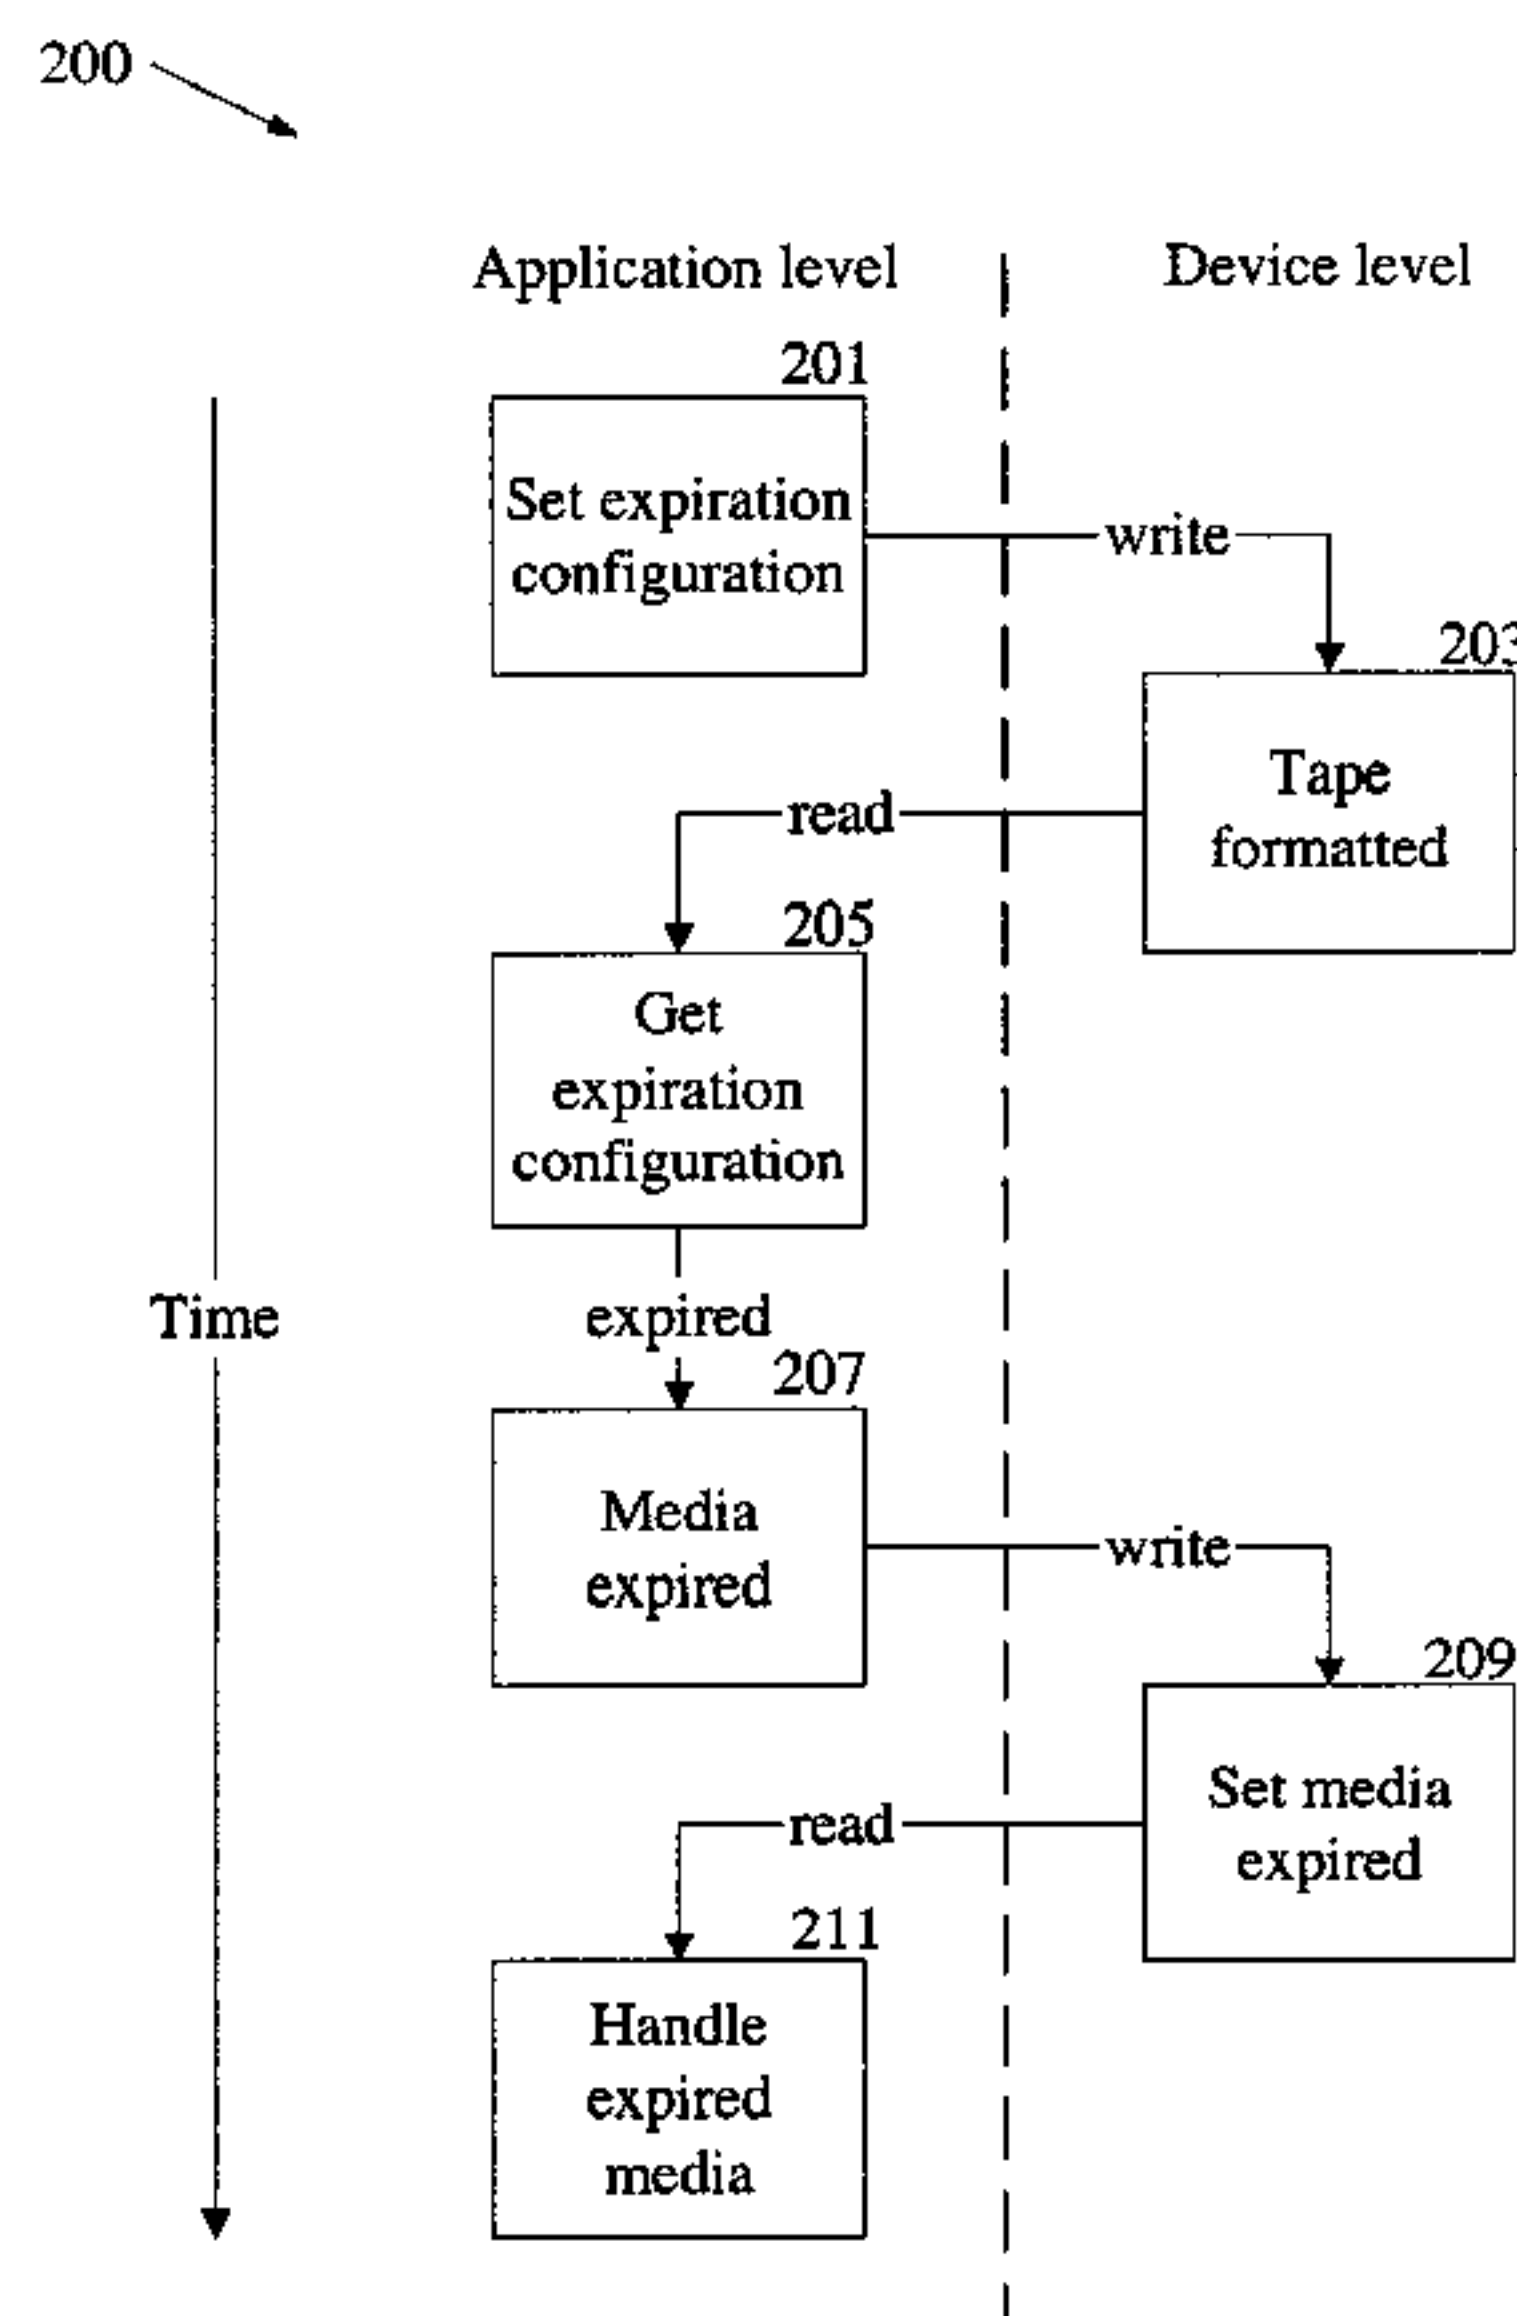 200
Application level
Device level
201
Set expiration
configuration
write
203
Tape
formatted
read
205
Get
expiration
configuration
expired
Time
207
Media
expired
write
209
Set media
expired
read
211
Handle
expired
media